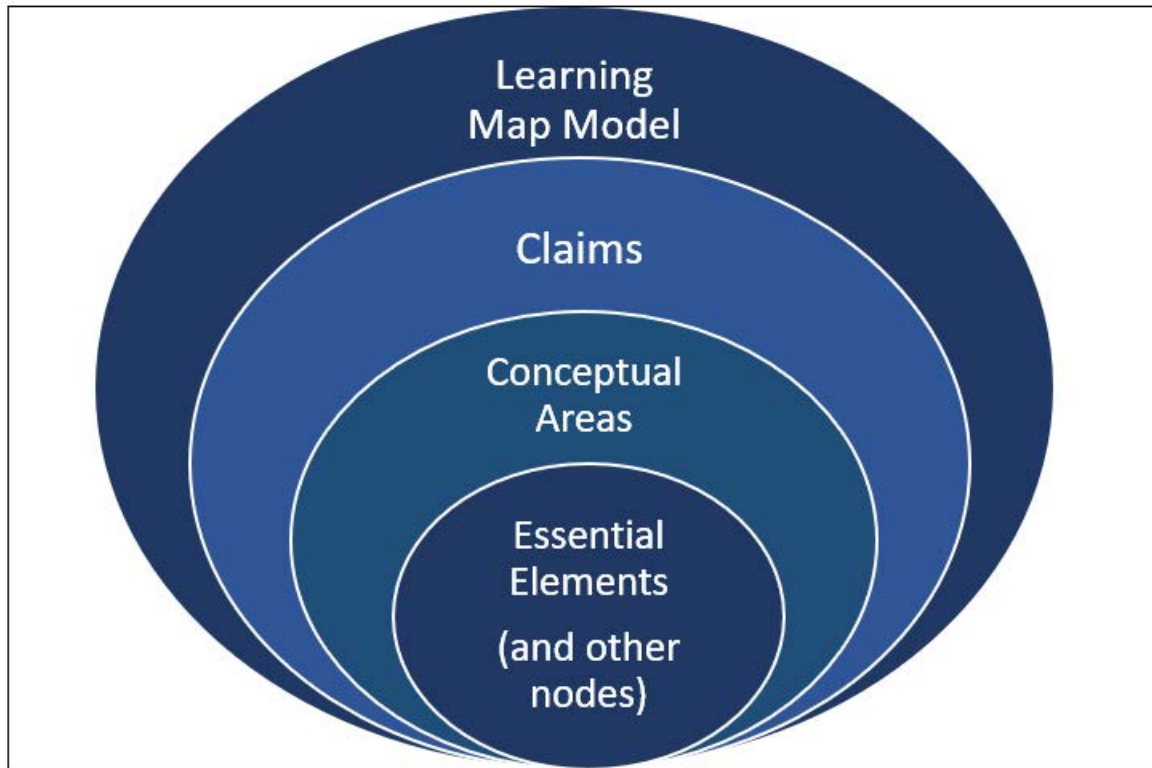 Learning
Map Model
Claims
Conceptual
Areas
Essential
Elements
(and other
nodes)